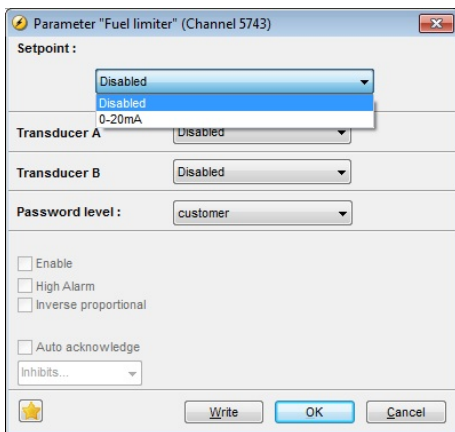 Parameter "Fuel limiter" (Channel 5743)
Setpoint :
Disabled
Disabled
0-20mA
Transducer A
Disabled
Transducer B
Disabled
Password level :
customer
Enable
High Alarm
Inverse proportional
Auto acknowledge
Inhibits...
Write
OK
Cancel